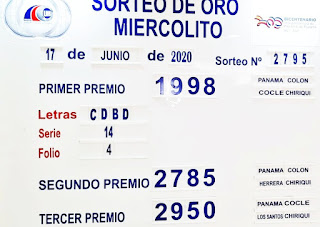 SORTEO DE ORO
MIERCOLITO
17 de JUNIO de 2020 Sorteo Nº 2795
PRIMER PREMIO 1998 PANAMA COLON
COCLE CHIRIQUI
Letras CDBD
Serie 14
Folio 4
SEGUNDO PREMIO 2785 PANAMA COLON
HERRERA CHIRIQUI
TERCER PREMIO 2950 PANAMA COCLE
LOS SANTOS CHIRIQUI